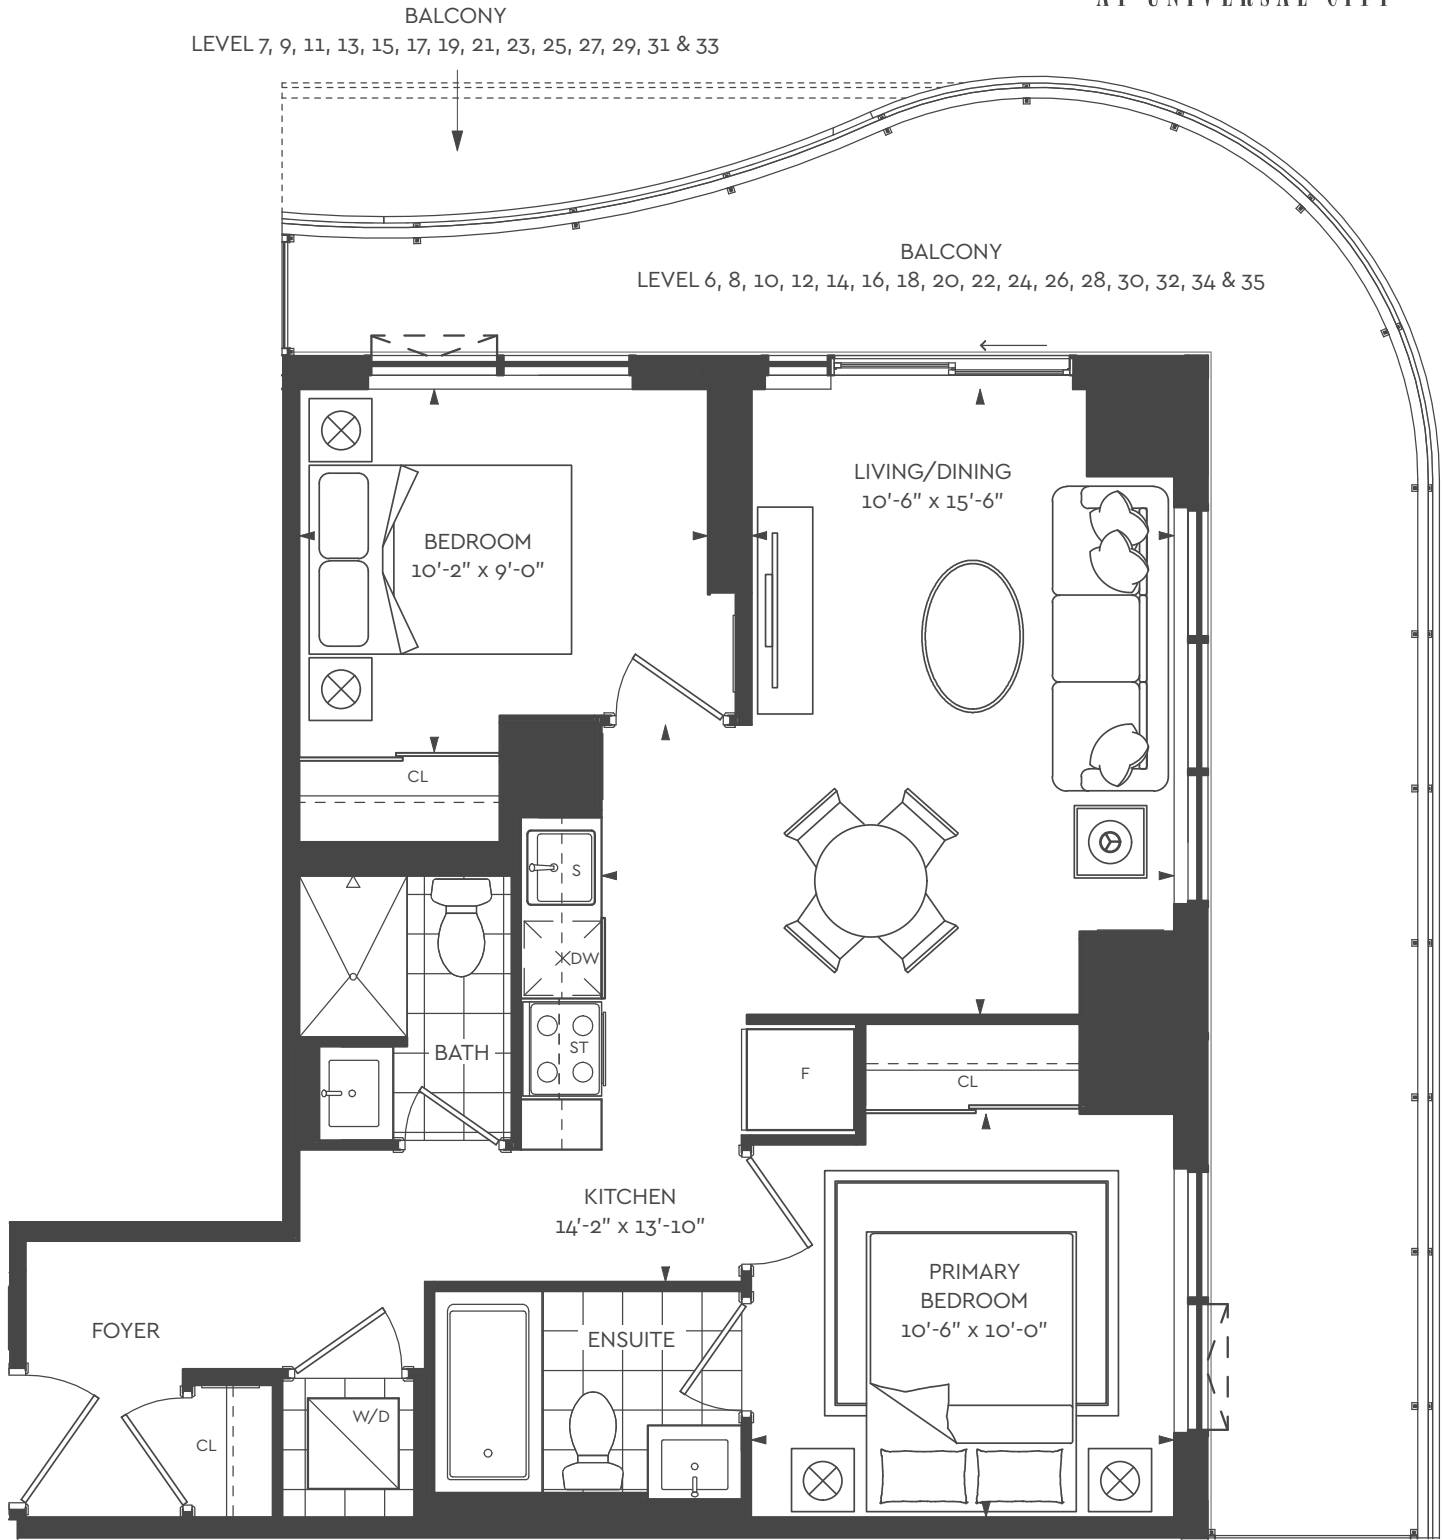 AT UNIVERSAL CITY
BALCONY
LEVEL 7, 9, 11, 13, 15, 17, 19, 21, 23, 25, 27, 29, 31 & 33
BALCONY
LEVEL 6, 8, 10, 12, 14, 16, 18, 20, 22, 24, 26, 28, 30, 32, 34 & 35
LIVING/DINING
10'-6" x 15'-6"
BEDROOM
10'-2" x 9'-0"
CL
S
DW
ST
BATH
F
CL
KITCHEN
14'-2" x 13'-10"
PRIMARY
BEDROOM
10'-6" x 10'-0"
FOYER
ENSUITE
W/D
CL